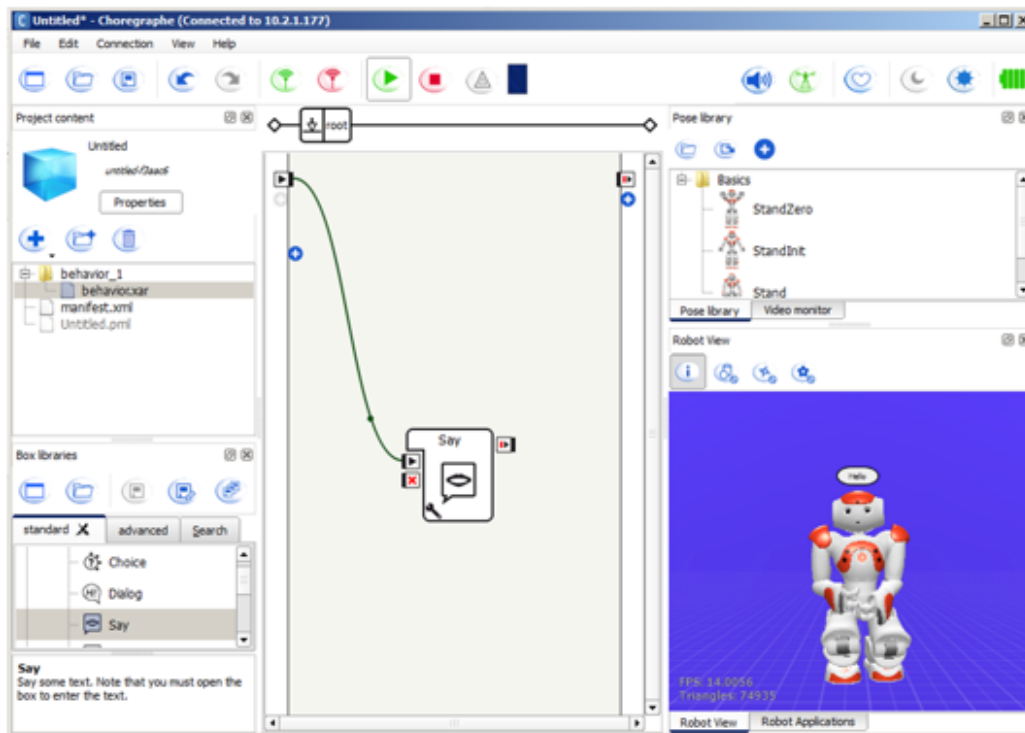 Untitled* - Choregraphe (Connected to 10.2.1.177)
File Edit Connection View Help
Project content
Untitled
Properties
behavior_1
behavior.xar
manifest.xml
Untitled.pml
Box libraries
standard advanced Search
Choice
Dialog
Say
Say
Say some text. Note that you must open the
box to enter the text.
root
Say
Pose library
Basics
StandZero
StandInit
Stand
Pose library Video monitor
Robot View
Hello
FPS: 14.0056
Triangles: 74935
Robot View Robot Applications